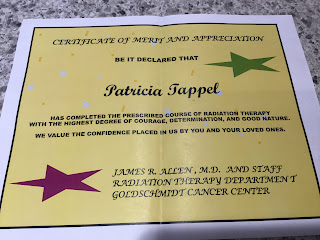 CERTIFICATE OF MERIT AND APPRECIATION
BE IT DECLARED THAT
Patricia Tappel
HAS COMPLETED THE PRESCRIBED COURSE OF RADIATION THERAPY
WITH THE HIGHEST DEGREE OF COURAGE, DETERMINATION, AND GOOD NATURE.
WE VALUE THE CONFIDENCE PLACED IN US BY YOU AND YOUR LOVED ONES.
JAMES R. ALLEN, M.D. AND STAFF
RADIATION THERAPY DEPARTMENT
GOLDSCHMIDT CANCER CENTER